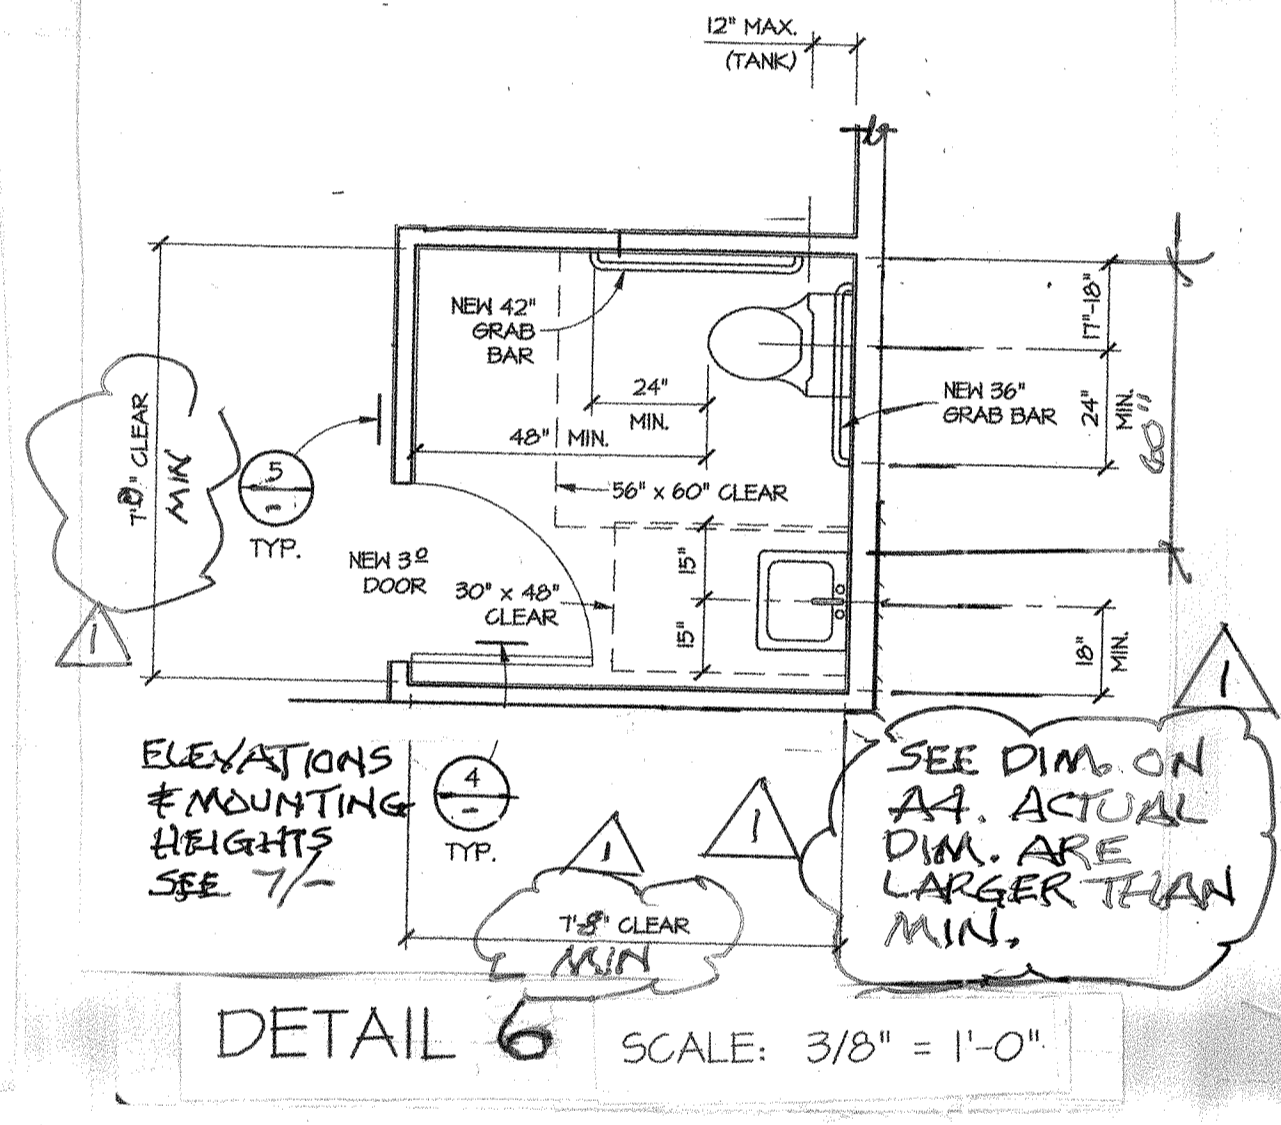 12" MAX.
(TANK)
NEW 42"
GRAB
BAR
17"-18"
24"
MIN.
48" MIN.
NEW 36"
GRAB BAR
24"
MIN.
60"
CLEAR
MIN
5
-
TYP.
56" x 60" CLEAR
NEW 3º
DOOR
30" x 48"
CLEAR
15"
15"
18"
MIN.
1
1
ELEVATIONS
& MOUNTING
HEIGHTS
SEE 7/-
4
-
TYP.
1
1
7'-8" CLEAR
MIN
SEE DIM. ON
A4. ACTUAL
DIM. ARE
LARGER THAN
MIN.
DETAIL 6
SCALE: 3/8" = 1'-0"